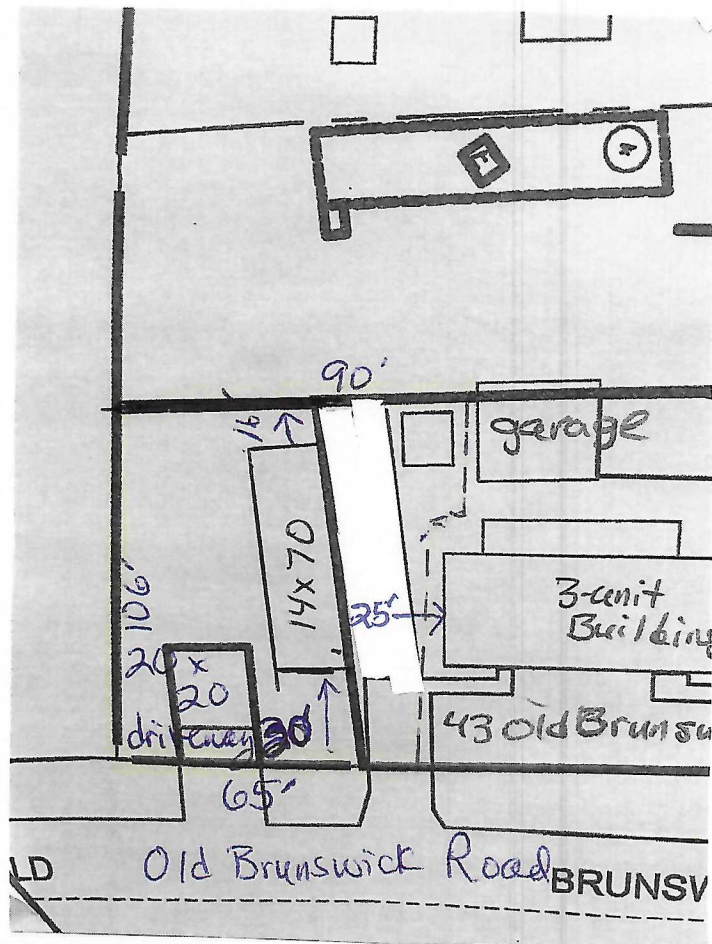 90'
16
garage
14x70
106'
25'
3-unit
Building
20 x
20
driveway 30'
43 Old Brunsw
65'
Old Brunswick Road
LD
BRUNSV